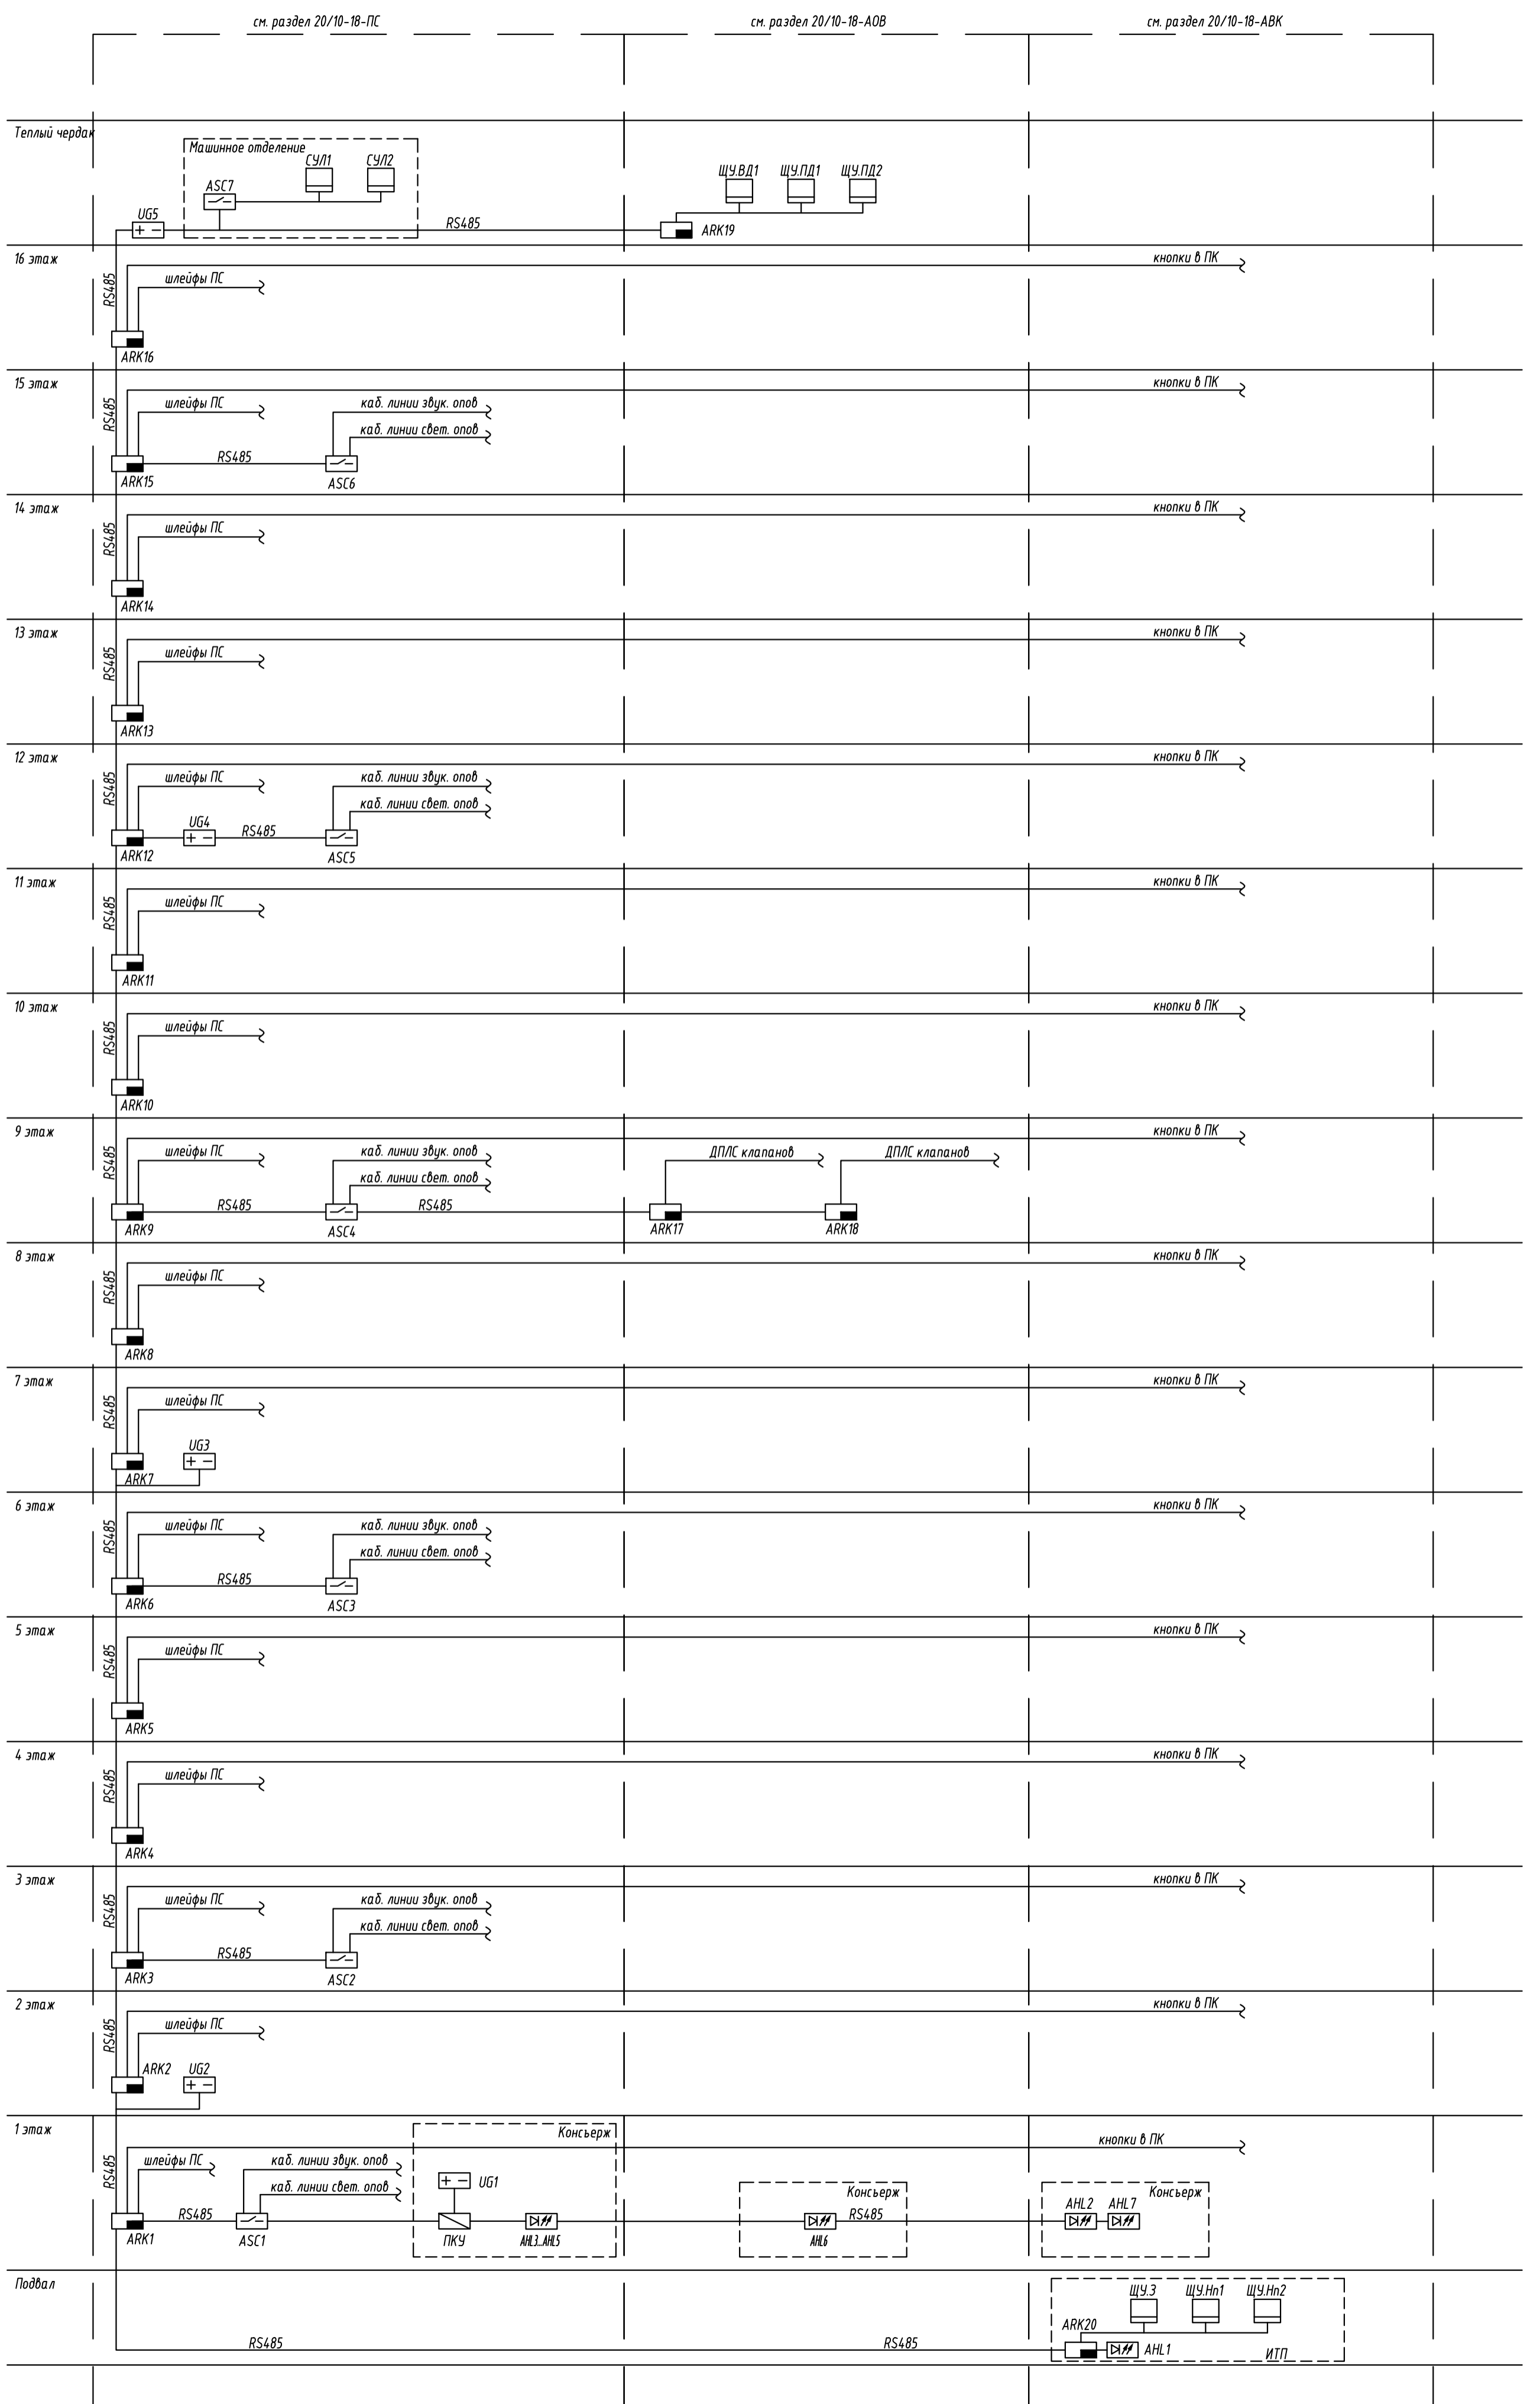 см. раздел 20/10-18-ПС
см. раздел 20/10-18-АОВ
см. раздел 20/10-18-АВК
Теплый чердак
Машинное отделение
СУЛ1
СУЛ2
ASC7
UG5
RS485
ЩУ.ВД1
ЩУ.ПД1
ЩУ.ПД2
ARK19
16 этаж
кнопки в ПК
RS485
шлейфы ПС
ARK16
15 этаж
кнопки в ПК
RS485
шлейфы ПС
каб. линии звук. опов
каб. линии свет. опов
RS485
ARK15
ASC6
14 этаж
кнопки в ПК
RS485
шлейфы ПС
ARK14
13 этаж
кнопки в ПК
RS485
шлейфы ПС
ARK13
12 этаж
кнопки в ПК
RS485
шлейфы ПС
каб. линии звук. опов
каб. линии свет. опов
UG4
RS485
ARK12
ASC5
11 этаж
кнопки в ПК
RS485
шлейфы ПС
ARK11
10 этаж
кнопки в ПК
RS485
шлейфы ПС
ARK10
9 этаж
кнопки в ПК
RS485
шлейфы ПС
каб. линии звук. опов
ДПЛС клапанов
ДПЛС клапанов
каб. линии свет. опов
RS485
RS485
ARK9
ASC4
ARK17
ARK18
8 этаж
кнопки в ПК
RS485
шлейфы ПС
ARK8
7 этаж
кнопки в ПК
RS485
шлейфы ПС
UG3
ARK7
6 этаж
кнопки в ПК
RS485
шлейфы ПС
каб. линии звук. опов
каб. линии свет. опов
RS485
ARK6
ASC3
5 этаж
кнопки в ПК
RS485
шлейфы ПС
ARK5
4 этаж
кнопки в ПК
RS485
шлейфы ПС
ARK4
3 этаж
кнопки в ПК
RS485
шлейфы ПС
каб. линии звук. опов
каб. линии свет. опов
RS485
ARK3
ASC2
2 этаж
кнопки в ПК
RS485
шлейфы ПС
ARK2
UG2
1 этаж
Консьерж
кнопки в ПК
RS485
шлейфы ПС
каб. линии звук. опов
каб. линии свет. опов
UG1
Консьерж
Консьерж
RS485
RS485
AHL2
AHL7
ARK1
ASC1
ПКУ
AHL3...AHL5
AHL6
Подвал
ЩУ.З
ЩУ.Нп1
ЩУ.Нп2
ARK20
RS485
RS485
AHL1
ИТП